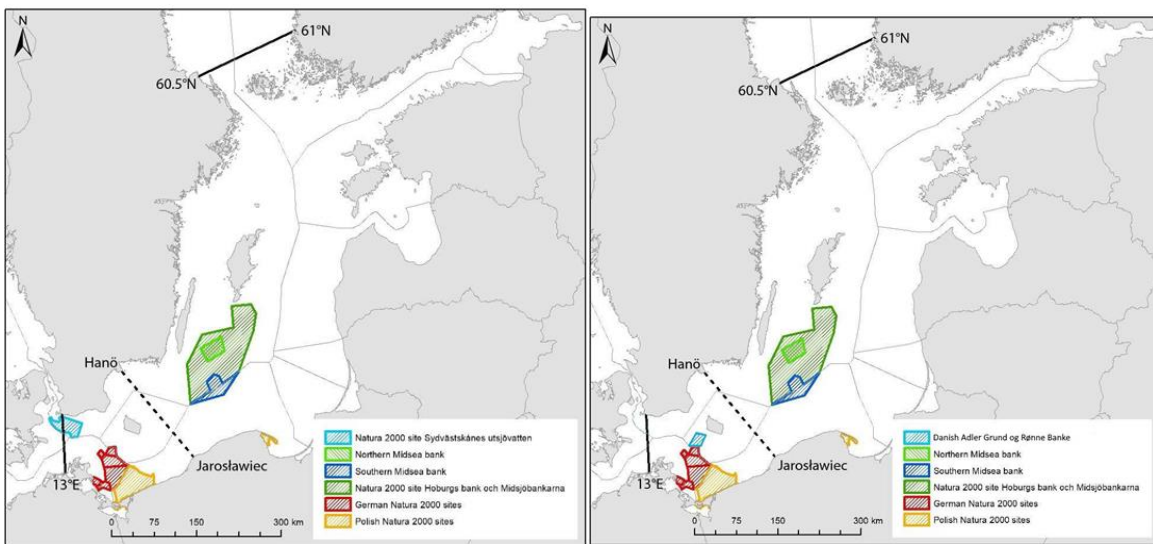 N
61°N
60.5°N
Hanö
Jarosławiec
13°E
Natura 2000 site Sydvästskånes utsjövatten
Northern Midsea bank
Southern Midsea bank
Natura 2000 site Hoburgs bank och Midsjöbankarna
German Natura 2000 sites
Polish Natura 2000 sites
0 75 150 300 km
N
61°N
60.5°N
Hanö
Jarosławiec
13°E
Danish Adler Grund og Rønne Banke
Northern Midsea bank
Southern Midsea bank
Natura 2000 site Hoburgs bank och Midsjöbankarna
German Natura 2000 sites
Polish Natura 2000 sites
0 75 150 300 km